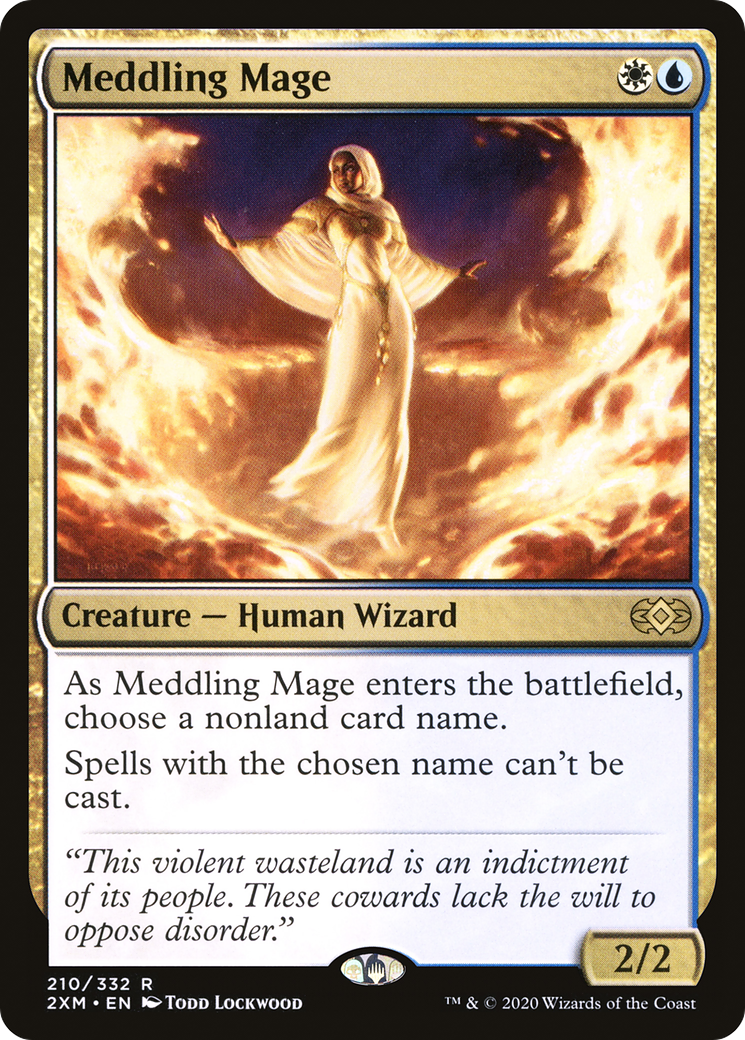 Meddling Mage
Creature — Human Wizard
As Meddling Mage enters the battlefield,
choose a nonland card name.
Spells with the chosen name can't be
cast.
“This violent wasteland is an indictment
of its people. These cowards lack the will to
oppose disorder.”
2/2
210/332 R
2XM • EN Todd Lockwood
™ & © 2020 Wizards of the Coast